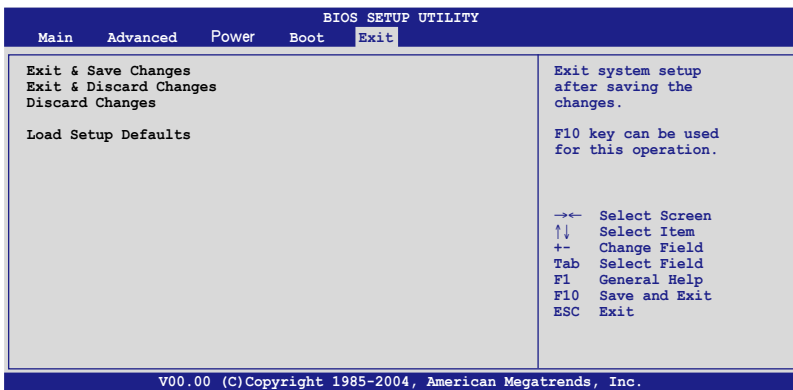 BIOS SETUP UTILITY
Main Advanced Power Boot Exit
Exit & Save Changes
Exit & Discard Changes
Discard Changes
Load Setup Defaults
Exit system setup
after saving the
changes.
F10 key can be used
for this operation.
→← Select Screen
↑↓ Select Item
+- Change Field
Tab Select Field
F1 General Help
F10 Save and Exit
ESC Exit
V00.00 (C)Copyright 1985-2004, American Megatrends, Inc.